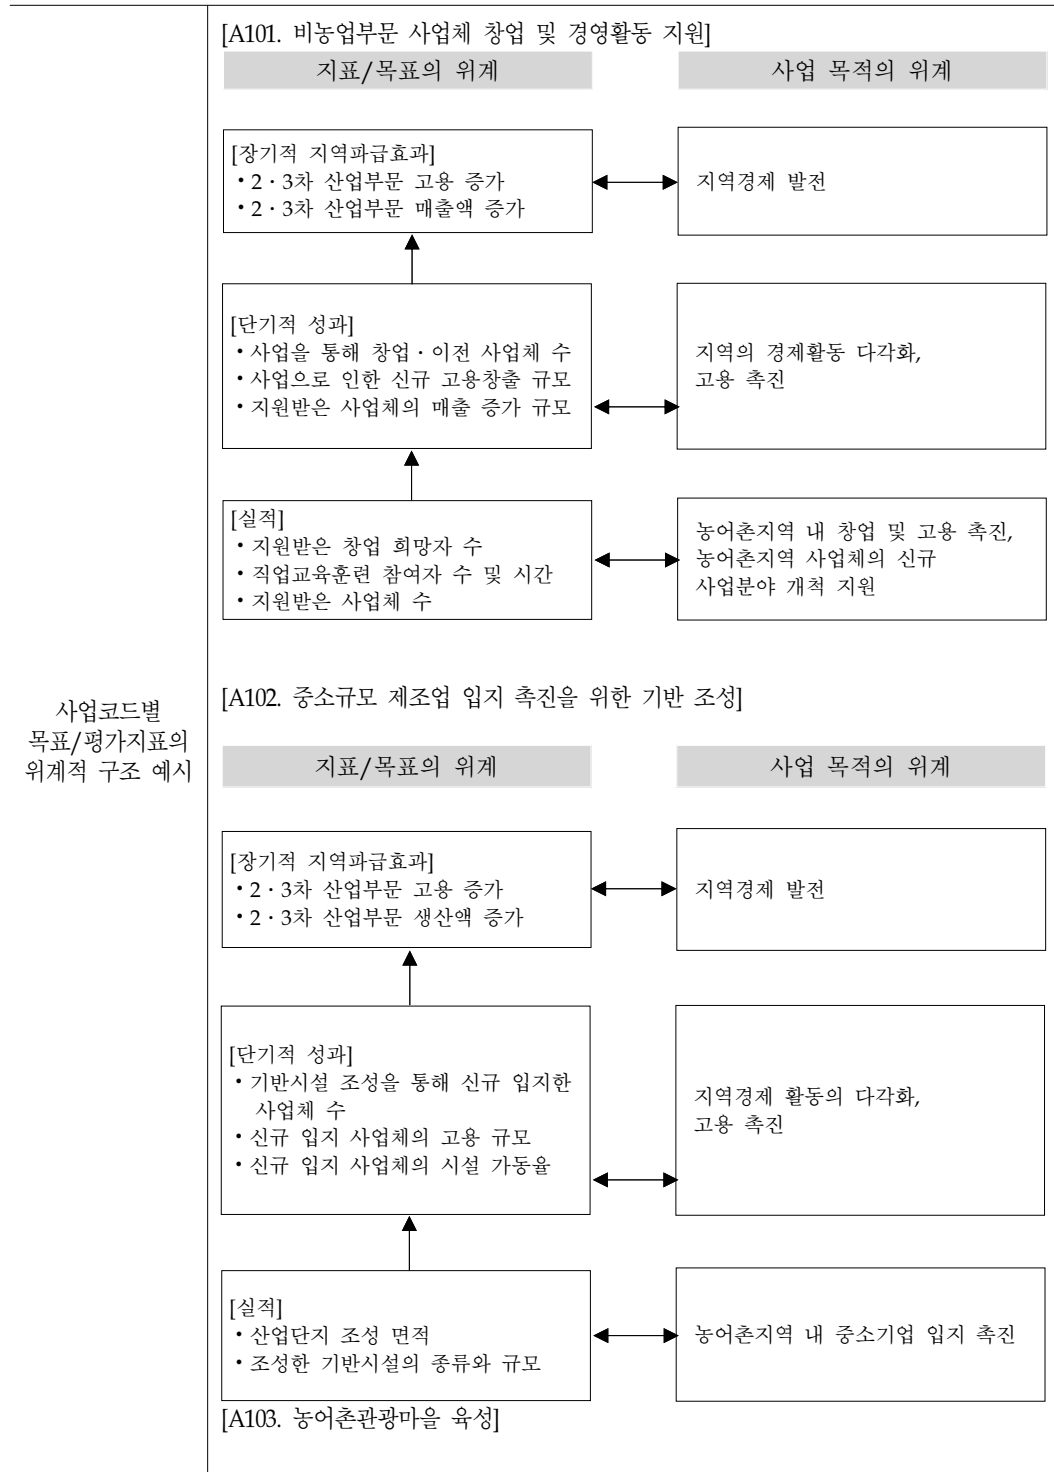 [A101. 비농업부문 사업체 창업 및 경영활동 지원]
지표/목표의 위계
사업 목적의 위계
[장기적 지역파급효과]
• 2 · 3차 산업부문 고용 증가
• 2 · 3차 산업부문 매출액 증가
지역경제 발전
[단기적 성과]
• 사업을 통해 창업 · 이전 사업체 수
• 사업으로 인한 신규 고용창출 규모
• 지원받은 사업체의 매출 증가 규모
지역의 경제활동 다각화,
고용 촉진
[실적]
• 지원받은 창업 희망자 수
• 직업교육훈련 참여자 수 및 시간
• 지원받은 사업체 수
농어촌지역 내 창업 및 고용 촉진,
농어촌지역 사업체의 신규
사업분야 개척 지원
사업코드별
목표/평가지표의
위계적 구조 예시
[A102. 중소규모 제조업 입지 촉진을 위한 기반 조성]
지표/목표의 위계
사업 목적의 위계
[장기적 지역파급효과]
• 2 · 3차 산업부문 고용 증가
• 2 · 3차 산업부문 생산액 증가
지역경제 발전
[단기적 성과]
• 기반시설 조성을 통해 신규 입지한
사업체 수
• 신규 입지 사업체의 고용 규모
• 신규 입지 사업체의 시설 가동율
지역경제 활동의 다각화,
고용 촉진
[실적]
• 산업단지 조성 면적
• 조성한 기반시설의 종류와 규모
농어촌지역 내 중소기업 입지 촉진
[A103. 농어촌관광마을 육성]